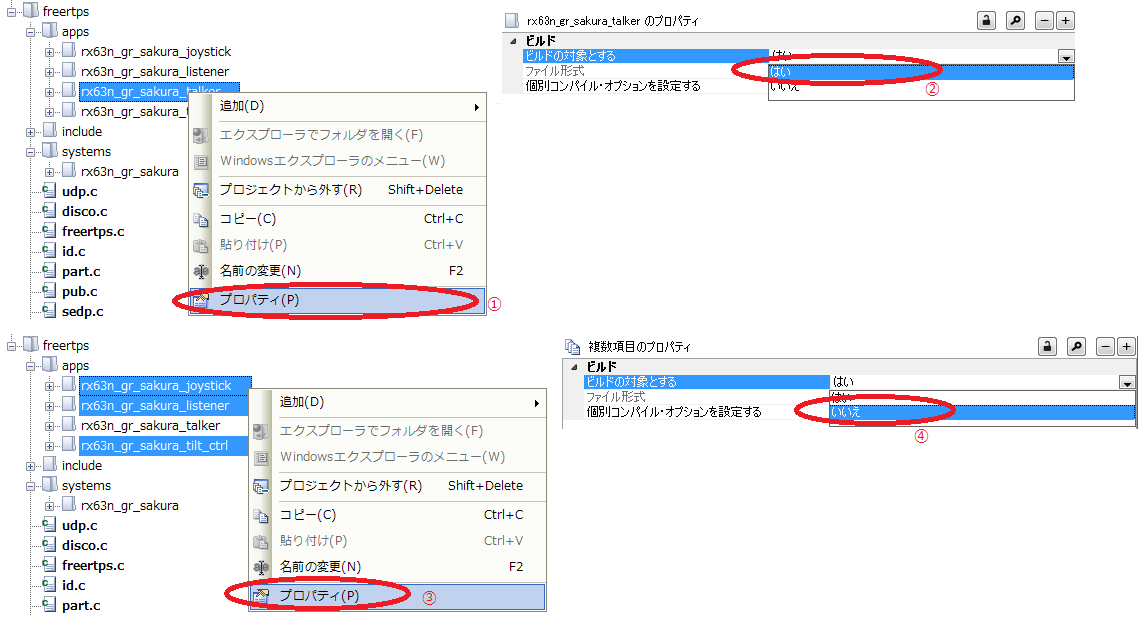 freertps
apps
rx63n_gr_sakura_joystick
rx63n_gr_sakura_listener
rx63n_gr_sakura_talker
rx63n_gr_sakura_t
include
systems
rx63n_gr_sakura
udp.c
disco.c
freertps.c
id.c
part.c
pub.c
sedp.c
追加(D)
エクスプローラでフォルダを開く(F)
Windowsエクスプローラのメニュー(W)
プロジェクトから外す(R) Shift+Delete
コピー(C) Ctrl+C
貼り付け(P) Ctrl+V
名前の変更(N) F2
プロパティ(P)
①
rx63n_gr_sakura_talker のプロパティ
ビルド
ビルドの対象とする はい
ファイル形式 はい
個別コンパイル・オプションを設定する いいえ
②
freertps
apps
rx63n_gr_sakura_joystick
rx63n_gr_sakura_listener
rx63n_gr_sakura_talker
rx63n_gr_sakura_tilt_ctrl
include
systems
rx63n_gr_sakura
udp.c
disco.c
freertps.c
id.c
part.c
追加(D)
エクスプローラでフォルダを開く(F)
Windowsエクスプローラのメニュー(W)
プロジェクトから外す(R) Shift+Delete
コピー(C) Ctrl+C
貼り付け(P) Ctrl+V
名前の変更(N) F2
プロパティ(P)
③
複数項目のプロパティ
ビルド
ビルドの対象とする はい
ファイル形式 はい
個別コンパイル・オプションを設定する いいえ
④